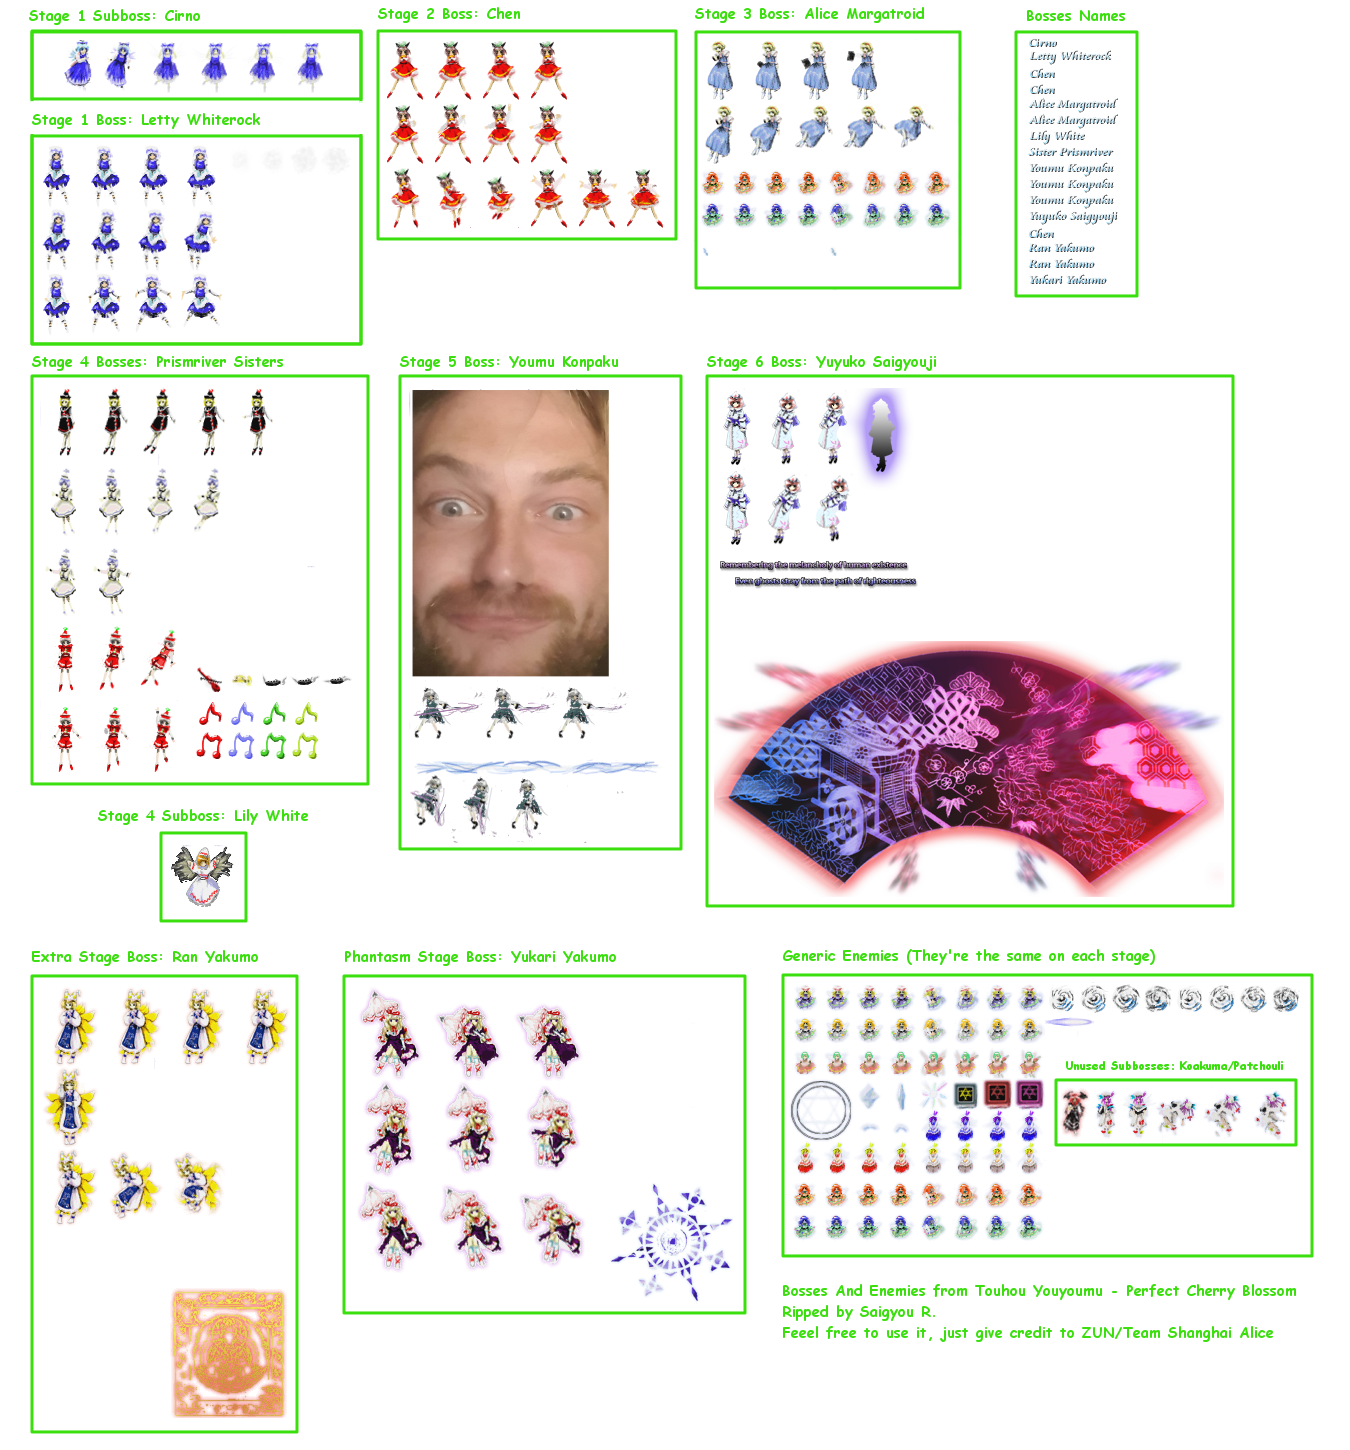 Stage 1 Subboss: Cirno
Stage 1 Boss: Letty Whiterock
Stage 2 Boss: Chen
Stage 3 Boss: Alice Margatroid
Bosses Names
Cirno
Letty Whiterock
Chen
Chen
Alice Margatroid
Alice Margatroid
Lily White
Sister Prismriver
Youmu Konpaku
Youmu Konpaku
Youmu Konpaku
Yuyuko Saigyouji
Chen
Ran Yakumo
Ran Yakumo
Yukari Yakumo
Stage 4 Bosses: Prismriver Sisters
Stage 5 Boss: Youmu Konpaku
Stage 6 Boss: Yuyuko Saigyouji
Remembering the melancholy of human existence
Even ghosts stray from the path of righteousness
Stage 4 Subboss: Lily White
Extra Stage Boss: Ran Yakumo
Phantasm Stage Boss: Yukari Yakumo
Generic Enemies (They're the same on each stage)
Unused Subbosses: Koakuma/Patchouli
Bosses And Enemies from Touhou Youyoumu - Perfect Cherry Blossom
Ripped by Saigyou R.
Feeel free to use it, just give credit to ZUN/Team Shanghai Alice